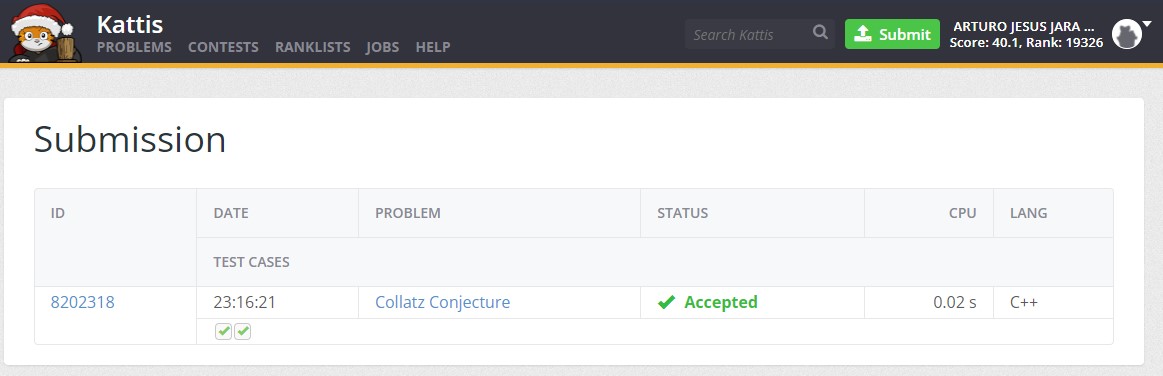 Kattis
PROBLEMS CONTESTS RANKLISTS JOBS HELP
Search Kattis
Submit
ARTURO JESUS JARA ...
Score: 40.1, Rank: 19326
Submission
ID DATE PROBLEM STATUS CPU LANG
TEST CASES
8202318 23:16:21 Collatz Conjecture Accepted 0.02 s C++